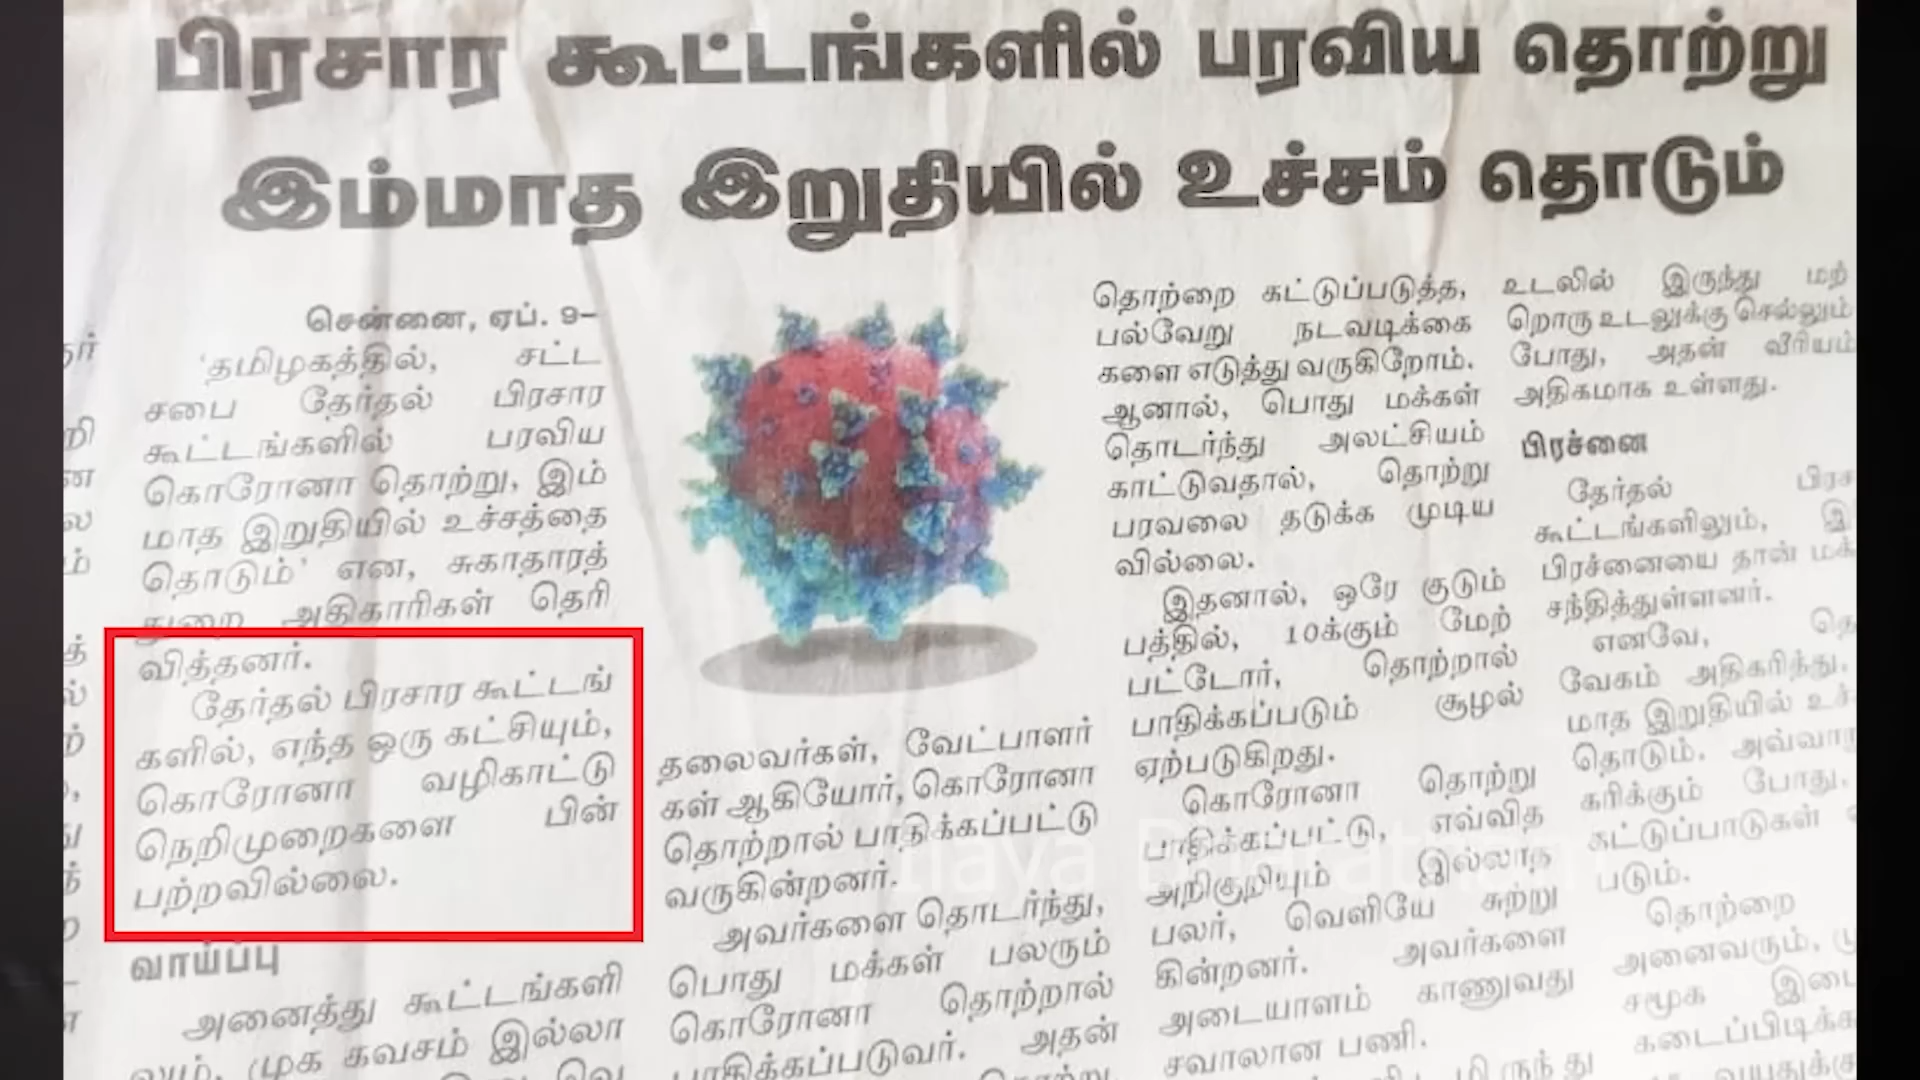 பிரசார கூட்டங்களில் பரவிய தொற்று
இம்மாத இறுதியில் உச்சம் தொடும்
சென்னை, ஏப். 9–
‘தமிழகத்தில், சட்ட
சபை தேர்தல் பிரசார
கூட்டங்களில் பரவிய
கொரோனா தொற்று, இம்
மாத இறுதியில் உச்சத்தை
தொடும்’ என, சுகாதாரத்
துறை அதிகாரிகள் தெரி
வித்தனர்.
தேர்தல் பிரசார கூட்டங்
களில், எந்த ஒரு கட்சியும்,
கொரோனா வழிகாட்டு
நெறிமுறைகளை பின்
பற்றவில்லை.
வாய்ப்பு
அனைத்து கூட்டங்களி
லும், முக கவசம் இல்லா
தலைவர்கள், வேட்பாளர்
கள் ஆகியோர், கொரோனா
தொற்றால் பாதிக்கப்பட்டு
வருகின்றனர்.
அவர்களை தொடர்ந்து,
பொது மக்கள் பலரும்
கொரோனா தொற்றால்
பாதிக்கப்படுவர். அதன்
தொற்றை கட்டுப்படுத்த,
பல்வேறு நடவடிக்கை
களை எடுத்து வருகிறோம்.
ஆனால், பொது மக்கள்
தொடர்ந்து அலட்சியம்
காட்டுவதால், தொற்று
பரவலை தடுக்க முடிய
வில்லை.
இதனால், ஒரே குடும்
பத்தில், 10க்கும் மேற்
பட்டோர், தொற்றால்
பாதிக்கப்படும் சூழல்
ஏற்படுகிறது.
கொரோனா தொற்று
பாதிக்கப்பட்டு, எவ்வித
அறிகுறியும் இல்லாத
பலர், வெளியே சுற்று
கின்றனர். அவர்களை
அடையாளம் காணுவது
சவாலான பணி.
உடலில் இருந்து மற்
றொரு உடலுக்கு செல்லும்
போது, அதன் வீரியம்
அதிகமாக உள்ளது.
பிரச்னை
தேர்தல்
கூட்டங்களிலும்,
பிரச்னையை தான்
சந்தித்துள்ளனர்.
எனவே,
வேகம் அதிகரித்து,
மாத இறுதியில்
தொடும்.
கரிக்கும் போது,
கட்டுப்பாடுகள்
படும்.
தொற்றை
அனைவரும்,
சமூக